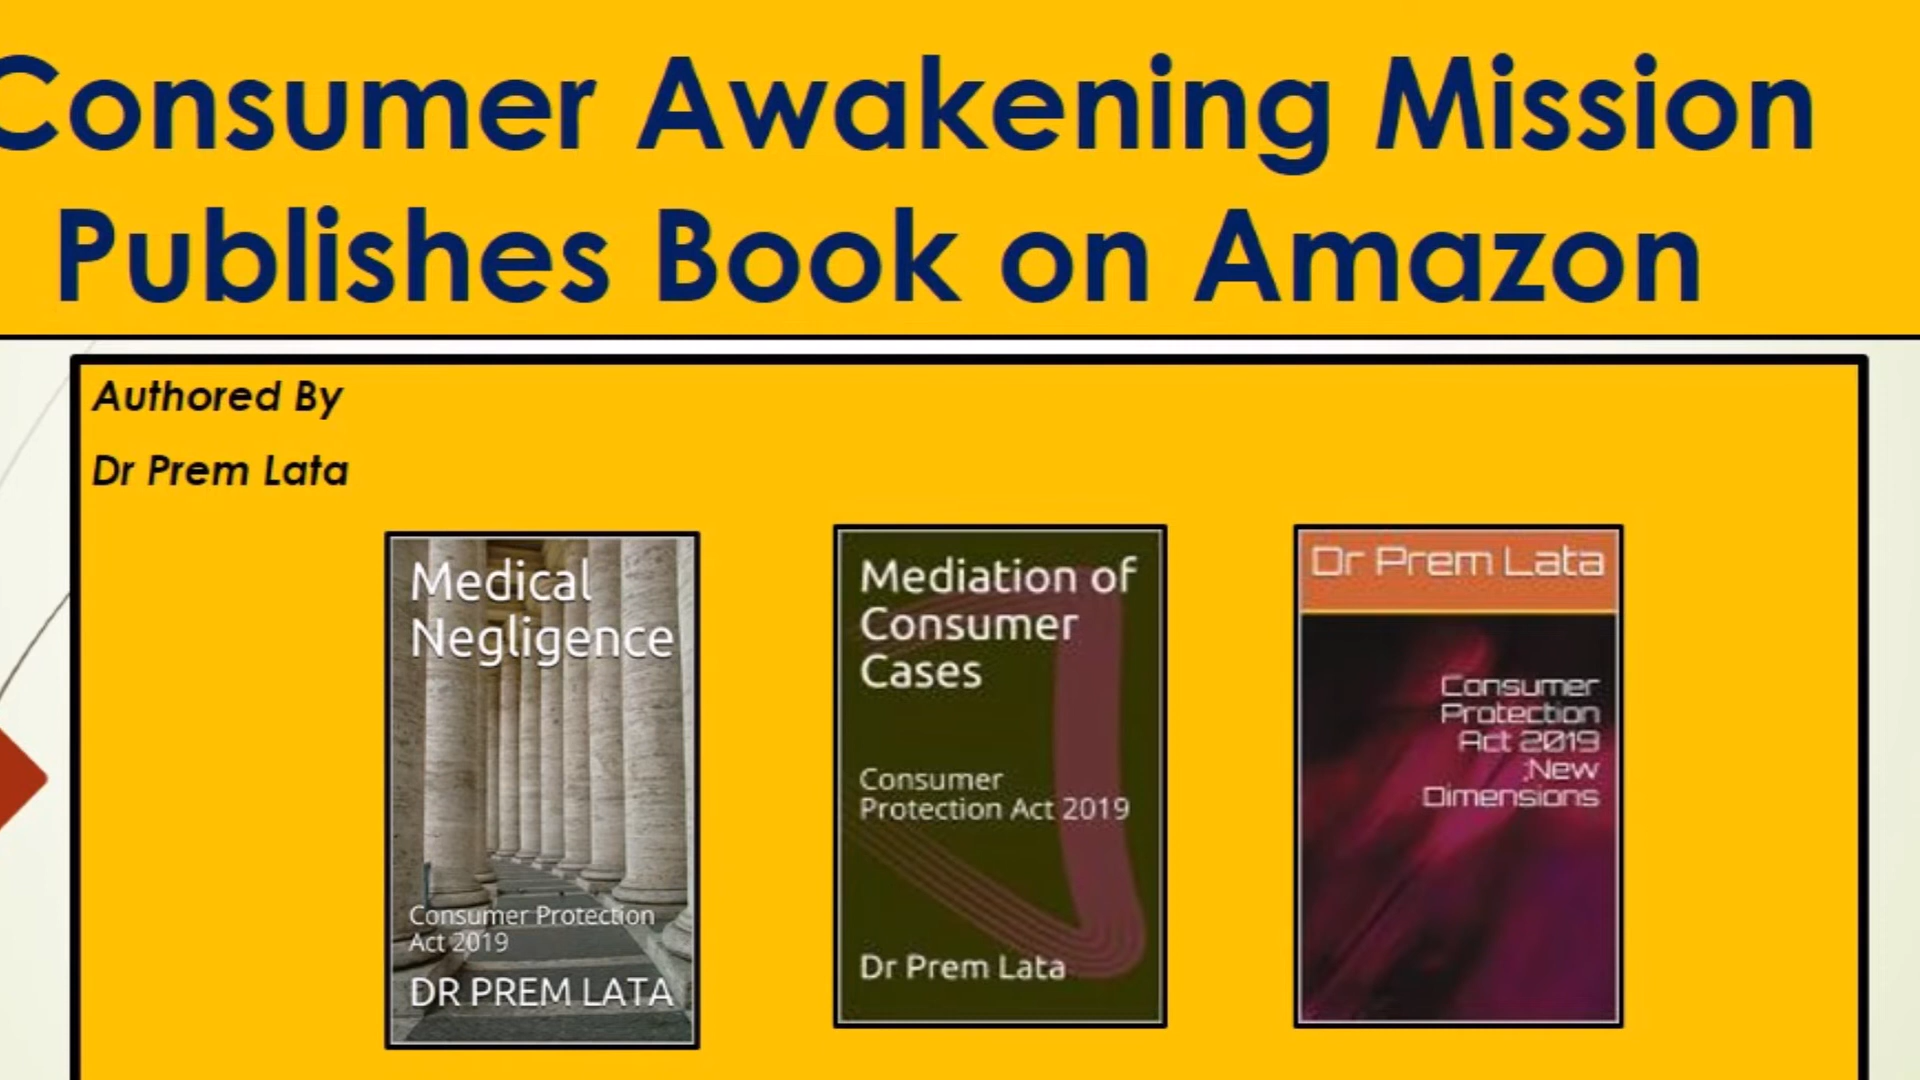 Consumer Awakening Mission
Publishes Book on Amazon
Authored By
Dr Prem Lata
Medical
Negligence
Consumer Protection
Act 2019
DR PREM LATA
Mediation of
Consumer
Cases
Consumer
Protection Act 2019
Dr Prem Lata
Dr Prem Lata
Consumer
Protection
Act 2019
;New
Dimensions